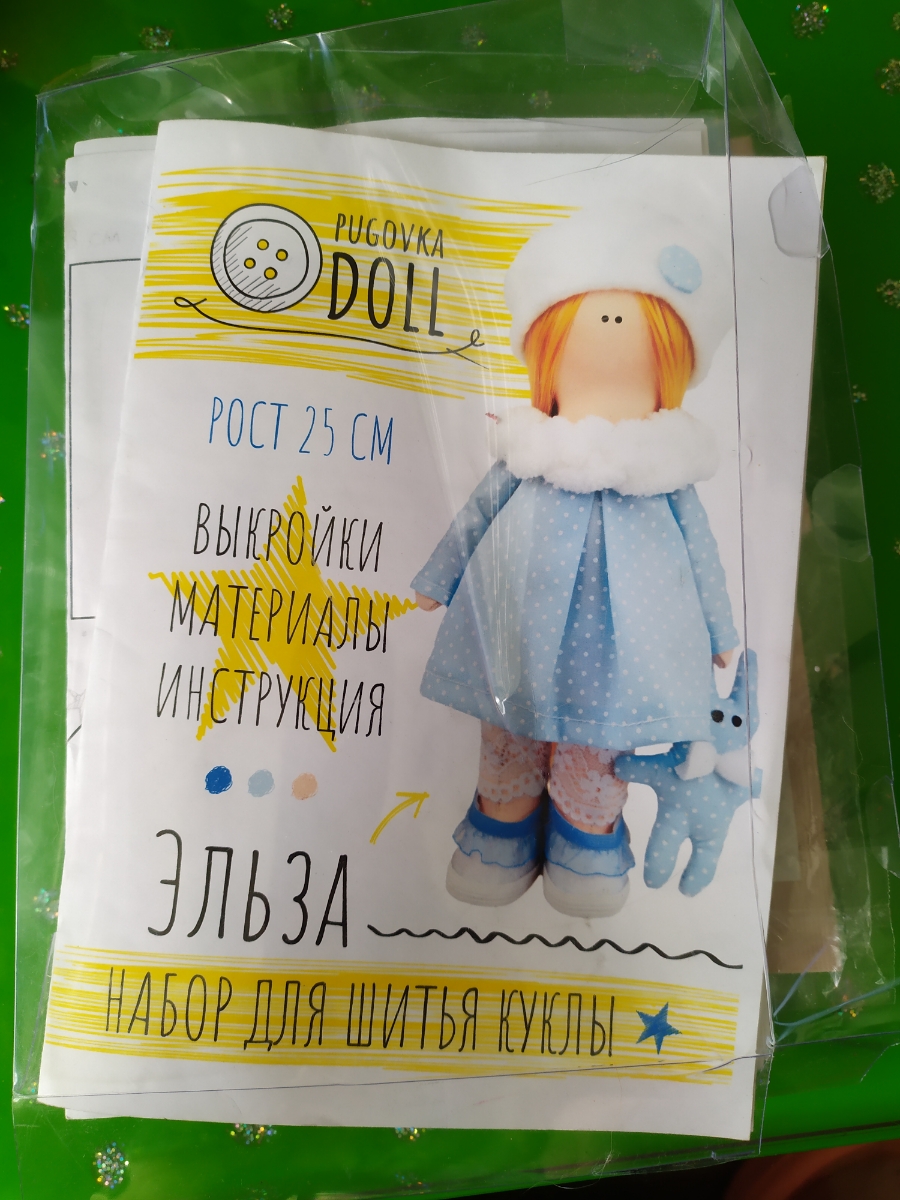 PUGOVKA
DOLL
РОСТ 25 СМ
ВЫКРОЙКИ
МАТЕРИАЛЫ
ИНСТРУКЦИЯ
ЭЛЬЗА
НАБОР ДЛЯ ШИТЬЯ КУКЛЫ